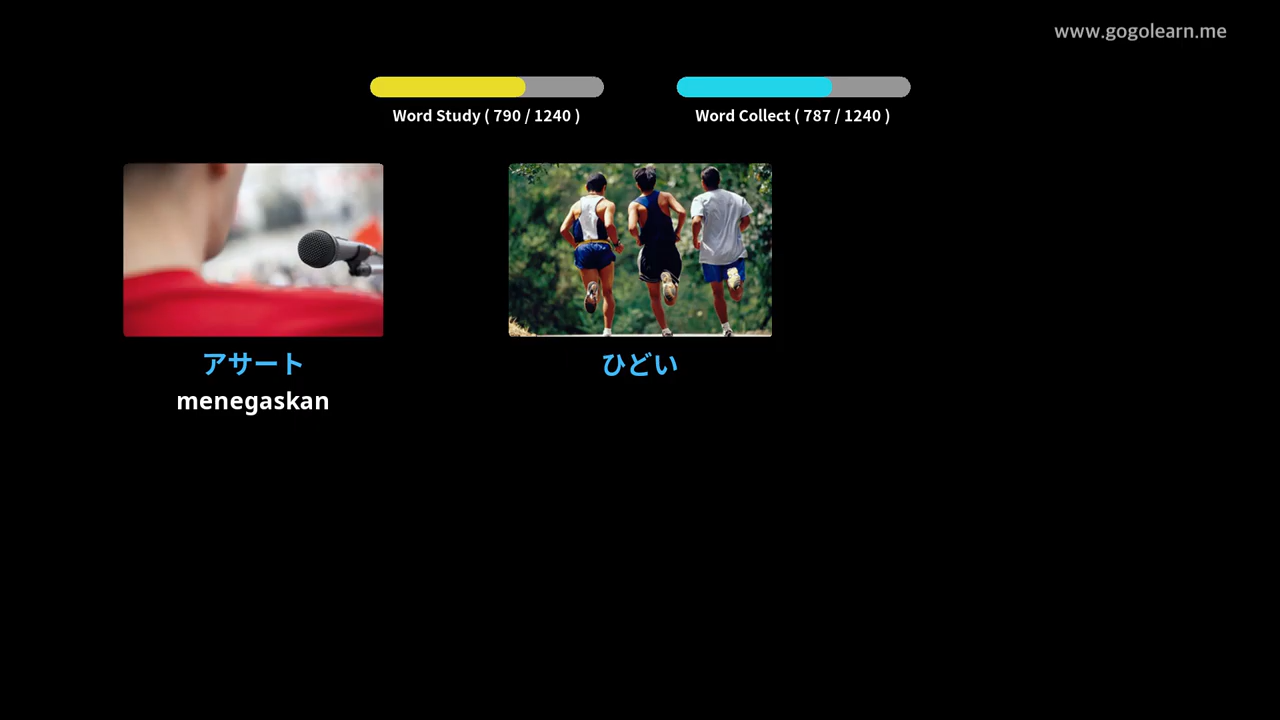 www.gogolearn.me
Word Study ( 790 / 1240 )
Word Collect ( 787 / 1240 )
アサート
menegaskan
ひどい